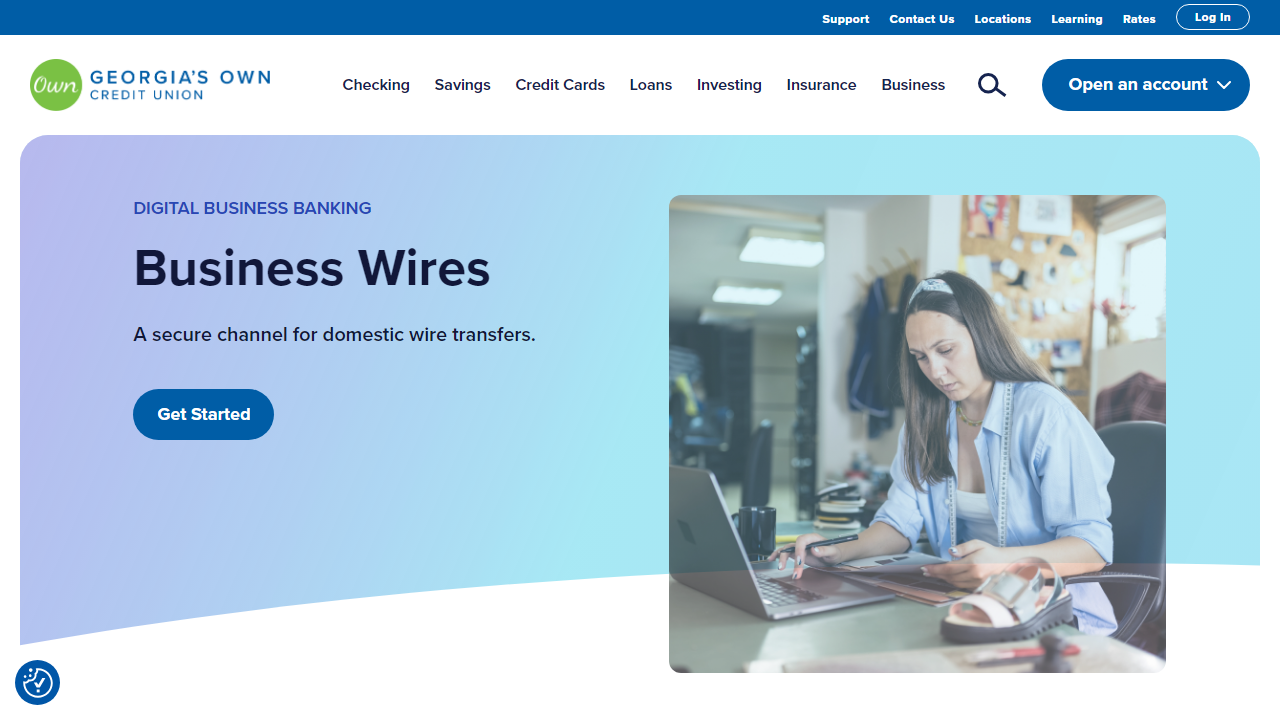 Support Contact Us Locations Learning Rates Log In
Own GEORGIA'S OWN
CREDIT UNION
Checking Savings Credit Cards Loans Investing Insurance Business Open an account
DIGITAL BUSINESS BANKING
Business Wires
A secure channel for domestic wire transfers.
Get Started